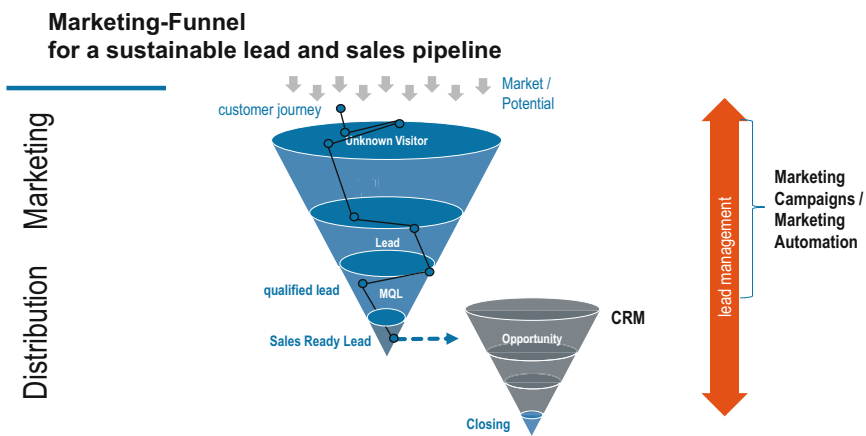 Marketing-Funnel
for a sustainable lead and sales pipeline
Market /
Potential
customer journey
Unknown Visitor
Marketing
Lead
Marketing
Campaigns /
Marketing
Automation
lead management
Distribution
qualified lead
MQL
CRM
Sales Ready Lead
Opportunity
Closing